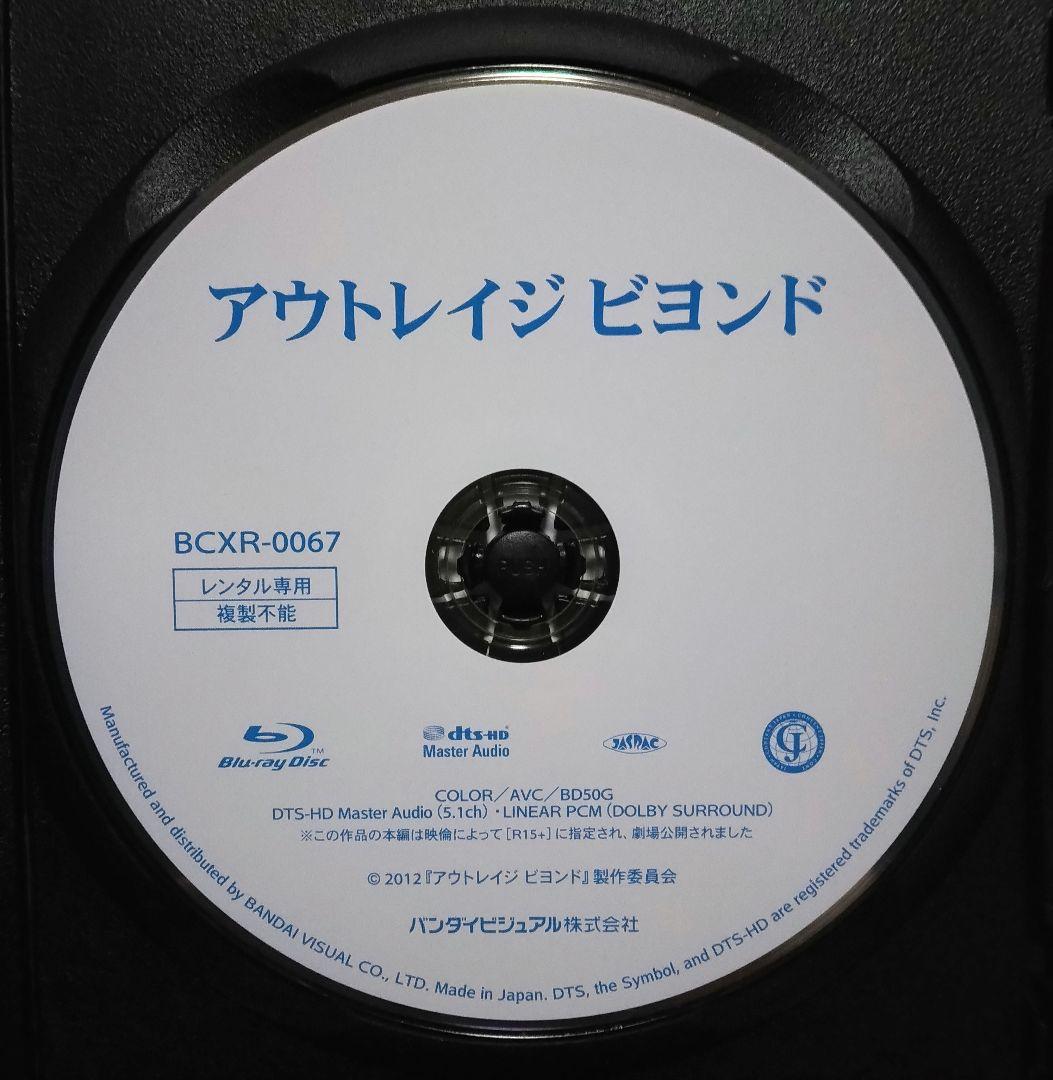 アウトレイジ ビヨンド
BCXR-0067
レンタル専用
複製不能
Blu-ray Disc TM
dts-HD
Master Audio
JASRAC
COLOR／AVC／BD50G
DTS-HD Master Audio（5.1ch）・LINEAR PCM（DOLBY SURROUND）
※この作品の本編は映倫によって［R15+］に指定され、劇場公開されました
© 2012『アウトレイジ ビヨンド』製作委員会
バンダイビジュアル株式会社
Manufactured and distributed by BANDAI VISUAL CO., LTD. Made in Japan. DTS, the Symbol, and DTS-HD are registered trademarks of DTS, Inc.
PUSH